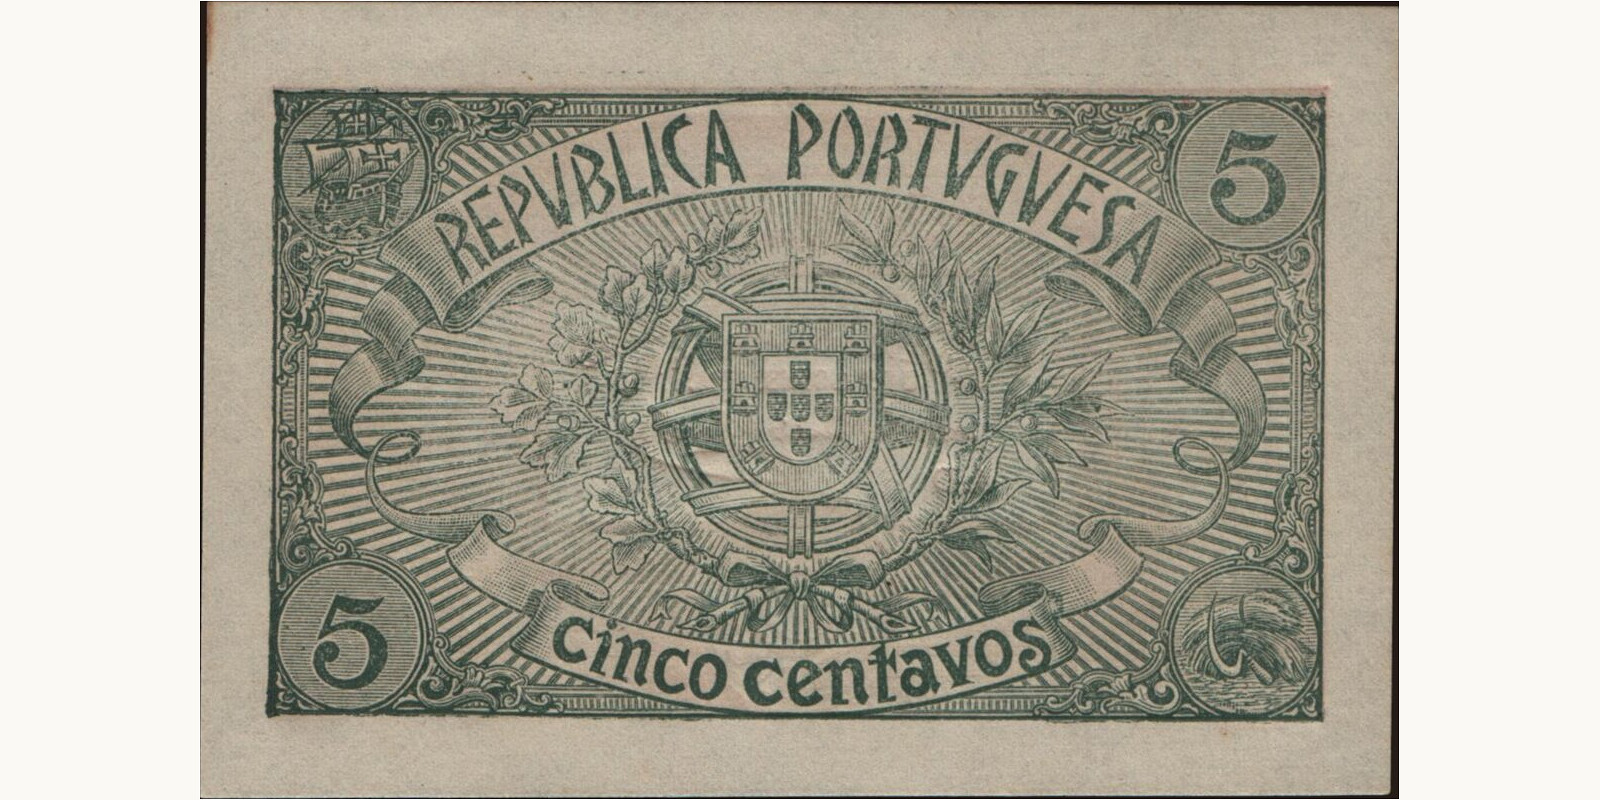 REPVBLICA PORTVGVESA
5
5
cinco centavos